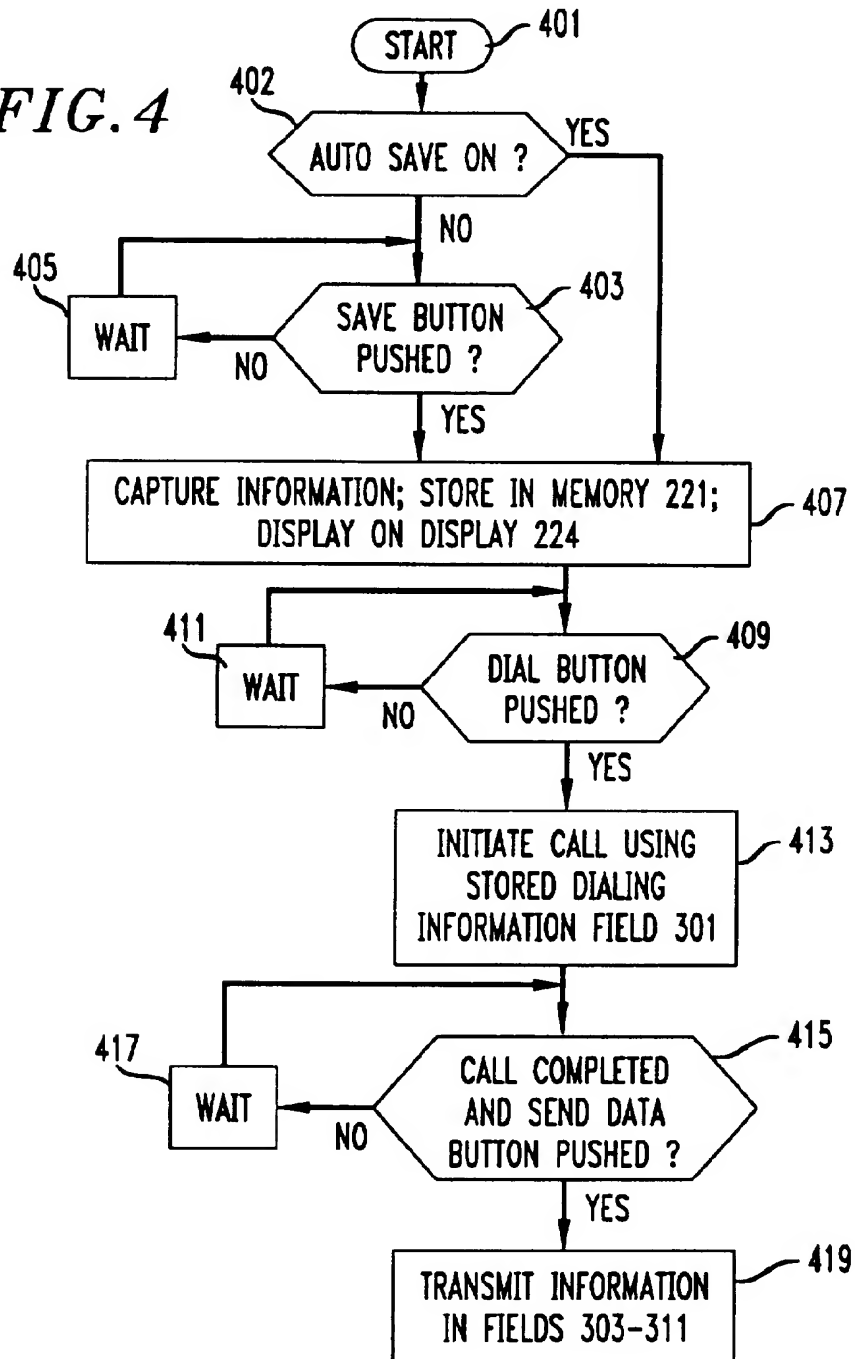 FIG. 4
START
401
402
AUTO SAVE ON ?
YES
NO
405
WAIT
NO
SAVE BUTTON
PUSHED ?
403
YES
CAPTURE INFORMATION; STORE IN MEMORY 221;
DISPLAY ON DISPLAY 224
407
411
WAIT
NO
DIAL BUTTON
PUSHED ?
409
YES
INITIATE CALL USING
STORED DIALING
INFORMATION FIELD 301
413
417
WAIT
NO
CALL COMPLETED
AND SEND DATA
BUTTON PUSHED ?
415
YES
TRANSMIT INFORMATION
IN FIELDS 303-311
419